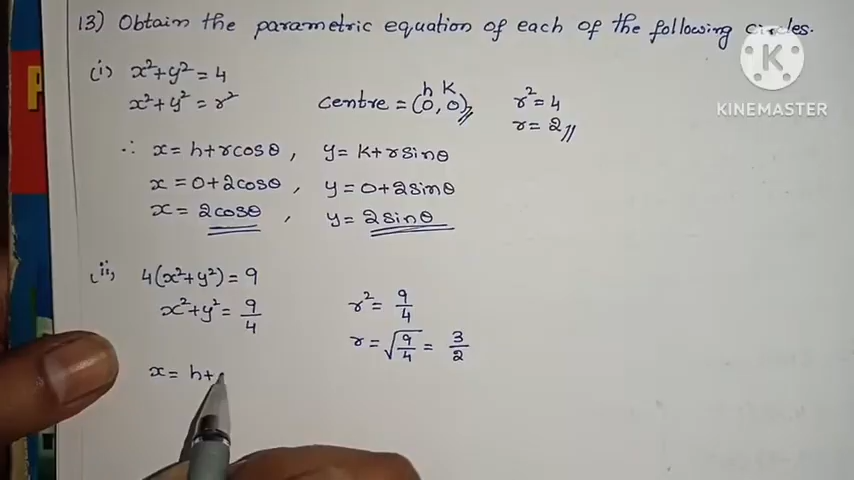 13) Obtain the parametric equation of each of the following circles.
(i) x²+y² = 4
x²+y² = r² centre = (0, 0) h k r² = 4
r = 2
∴ x = h+rcosθ , y = k+rsinθ
x = 0+2cosθ , y = 0+2sinθ
x = 2cosθ , y = 2sinθ
(ii) 4(x²+y²) = 9
x²+y² = 9/4 r² = 9/4
r = √9/4 = 3/2
x = h+
K
KINEMASTER
P